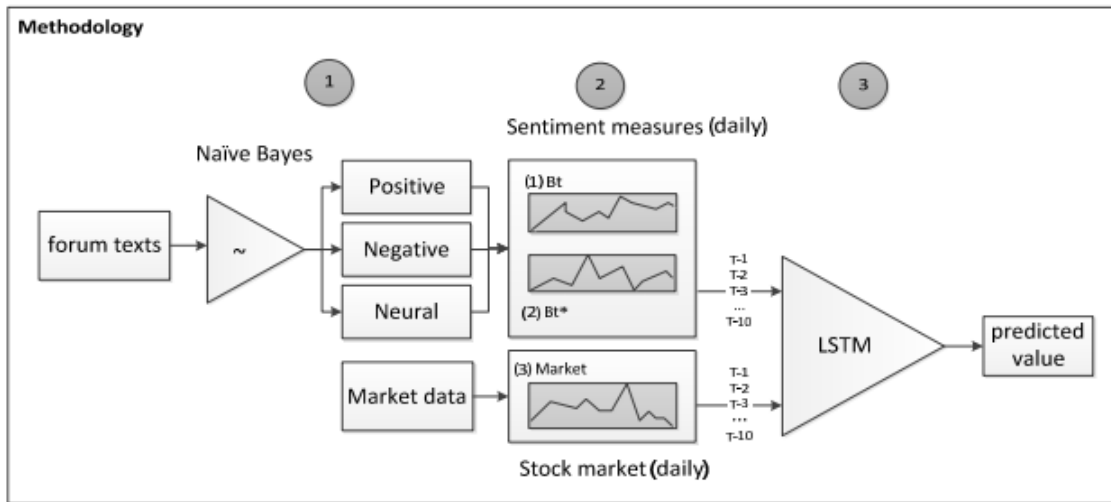 Methodology
1
2
3
Sentiment measures (daily)
Naïve Bayes
forum texts
~
Positive
Negative
Neural
(1) Bt
(2) Bt*
T-1
T-2
T-3
...
T-10
Market data
(3) Market
T-1
T-2
T-3
...
T-10
Stock market (daily)
LSTM
predicted
value